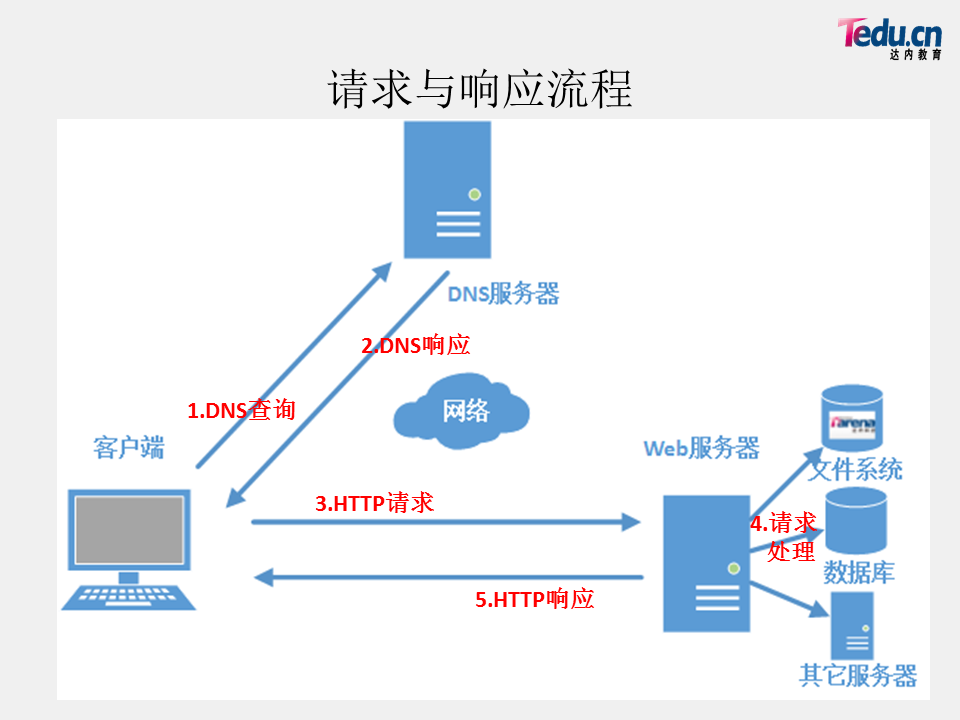 Tedu.cn
达内教育
请求与响应流程
DNS服务器
2.DNS响应
1.DNS查询
网络
客户端
Web服务器
文件系统
3.HTTP请求
4.请求
处理
数据库
5.HTTP响应
其它服务器